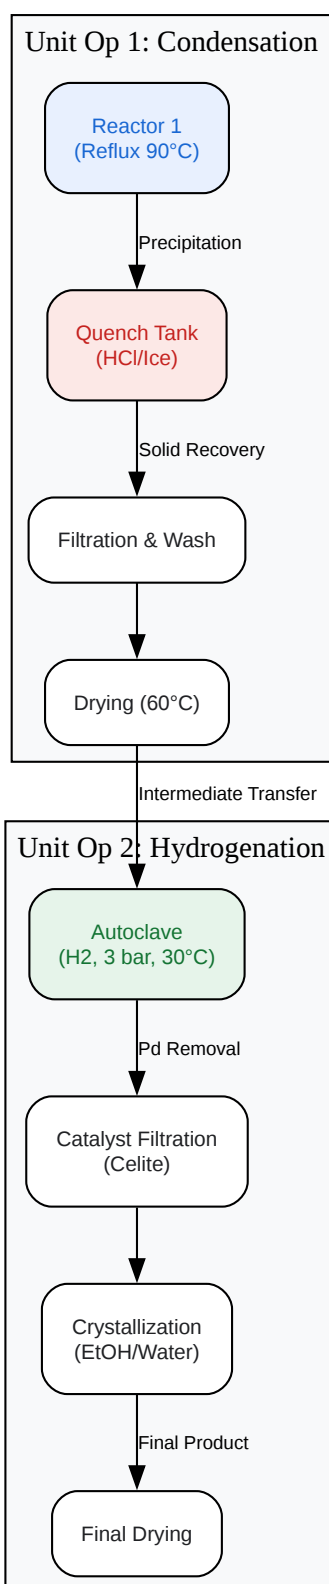 Unit Op 1: Condensation
Reactor 1
(Reflux 90°C)
Precipitation
Quench Tank
(HCl/Ice)
Solid Recovery
Filtration & Wash
Drying (60°C)
Intermediate Transfer
Unit Op 2: Hydrogenation
Autoclave
(H2, 3 bar, 30°C)
Pd Removal
Catalyst Filtration
(Celite)
Crystallization
(EtOH/Water)
Final Product
Final Drying